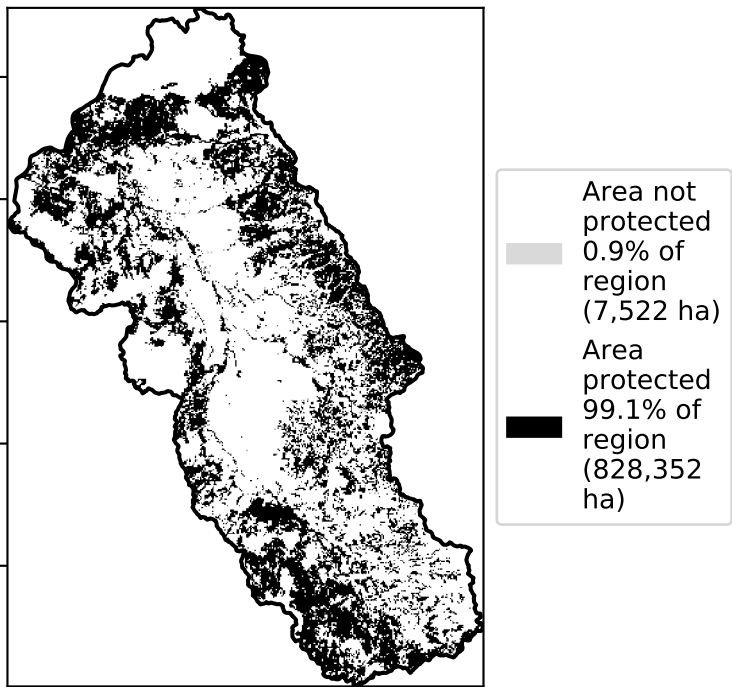 Area not
protected
0.9% of
region
(7,522 ha)
Area
protected
99.1% of
region
(828,352
ha)